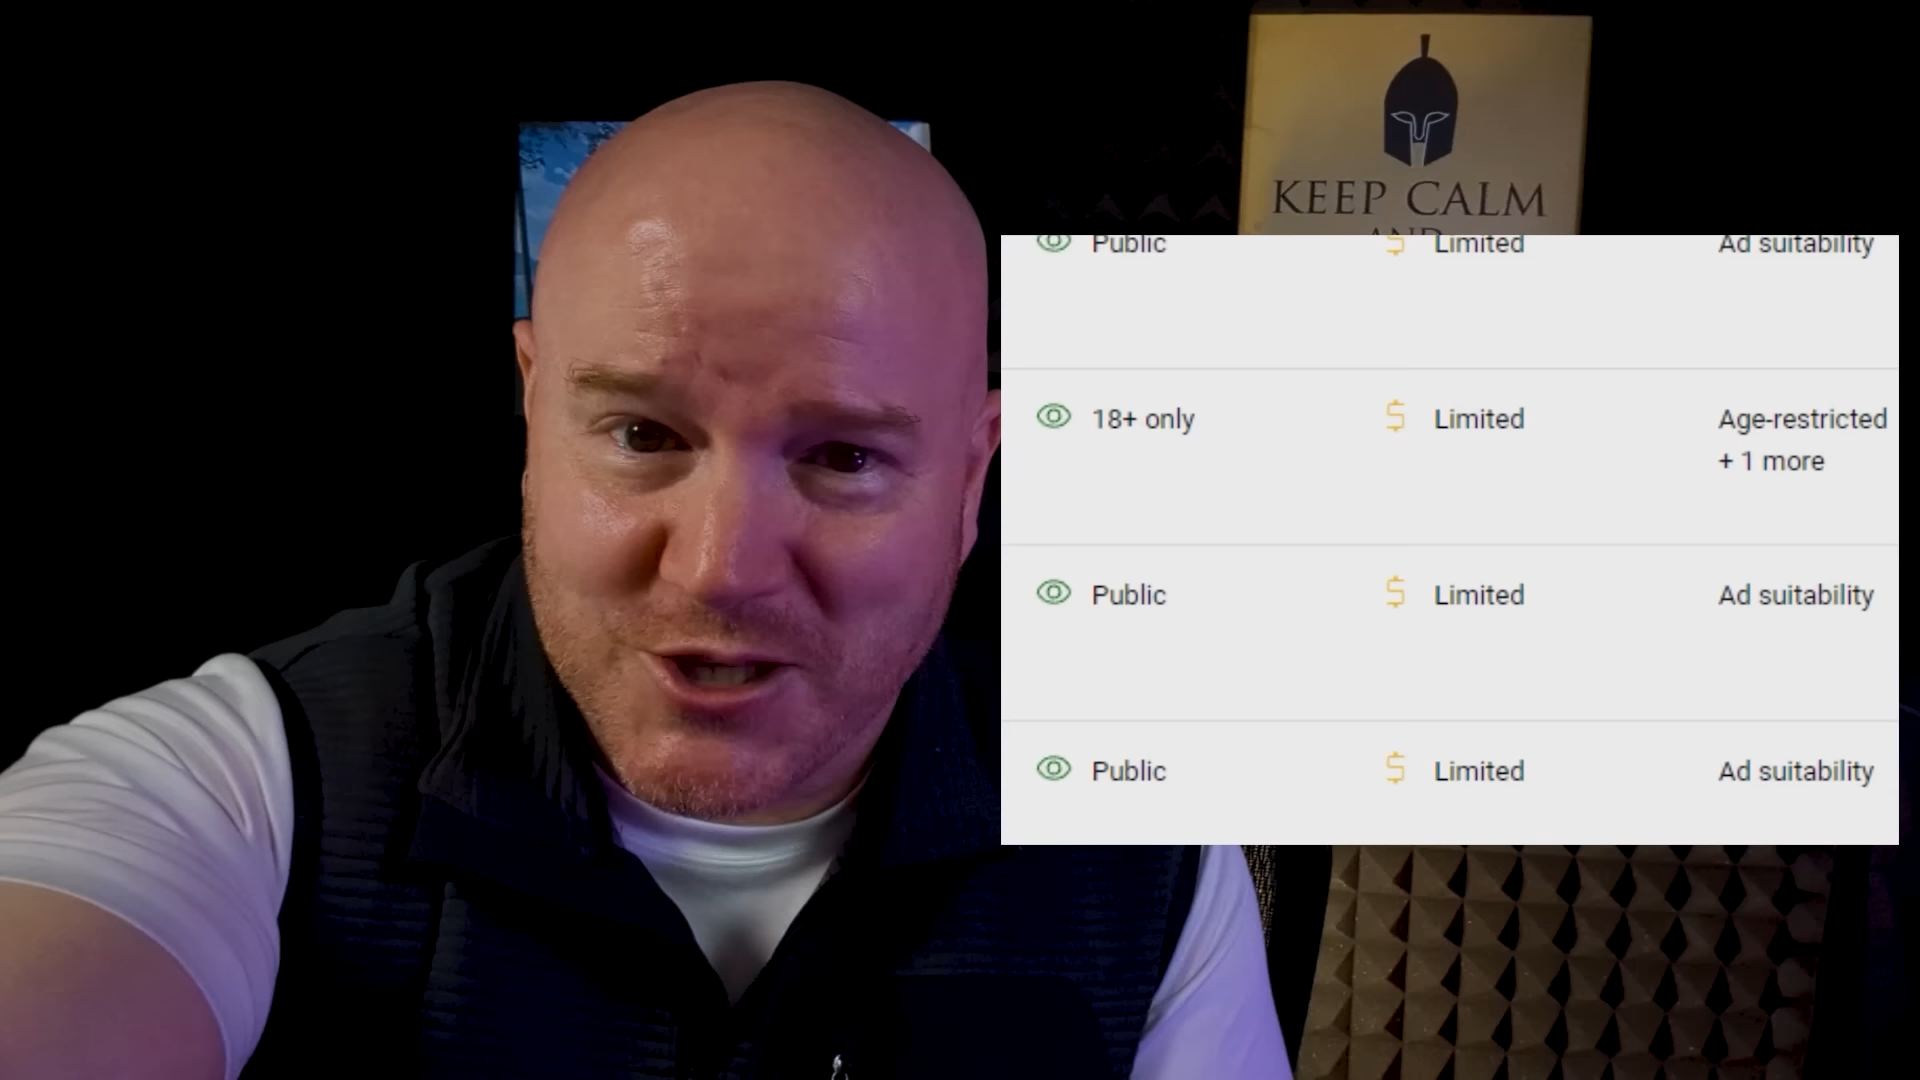 KEEP CALM
AND
Public Limited Ad suitability
18+ only Limited Age-restricted
+ 1 more
Public Limited Ad suitability
Public Limited Ad suitability